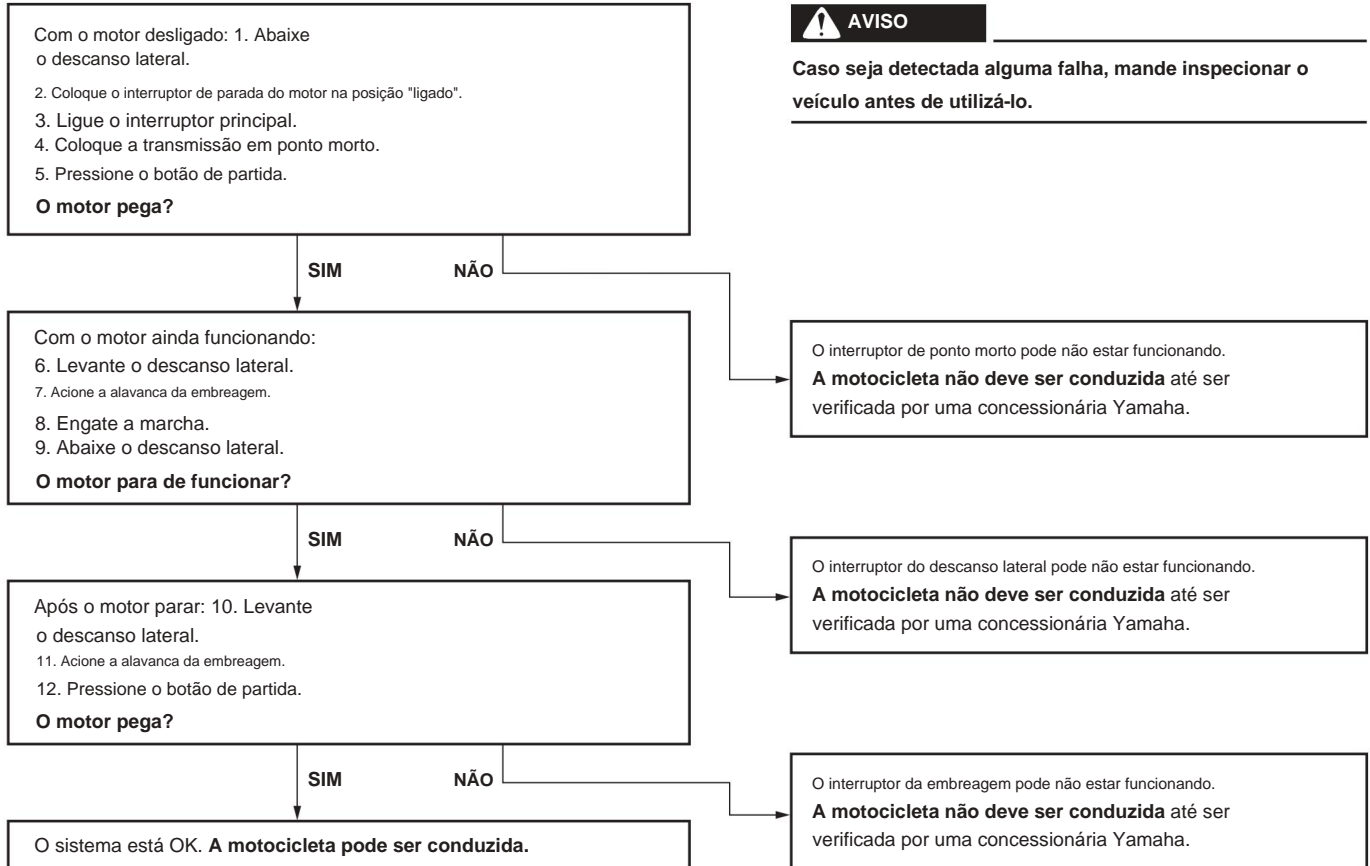 Com o motor desligado: 1. Abaixe
o descanso lateral.
2. Coloque o interruptor de parada do motor na posição "ligado".
3. Ligue o interruptor principal.
4. Coloque a transmissão em ponto morto.
5. Pressione o botão de partida.
O motor pega?
AVISO
Caso seja detectada alguma falha, mande inspecionar o
veículo antes de utilizá-lo.
SIM
NÃO
Com o motor ainda funcionando:
6. Levante o descanso lateral.
7. Acione a alavanca da embreagem.
8. Engate a marcha.
9. Abaixe o descanso lateral.
O motor para de funcionar?
O interruptor de ponto morto pode não estar funcionando.
A motocicleta não deve ser conduzida até ser
verificada por uma concessionária Yamaha.
SIM
NÃO
Após o motor parar: 10. Levante
o descanso lateral.
11. Acione a alavanca da embreagem.
12. Pressione o botão de partida.
O motor pega?
O interruptor do descanso lateral pode não estar funcionando.
A motocicleta não deve ser conduzida até ser
verificada por uma concessionária Yamaha.
SIM
NÃO
O sistema está OK. A motocicleta pode ser conduzida.
O interruptor da embreagem pode não estar funcionando.
A motocicleta não deve ser conduzida até ser
verificada por uma concessionária Yamaha.